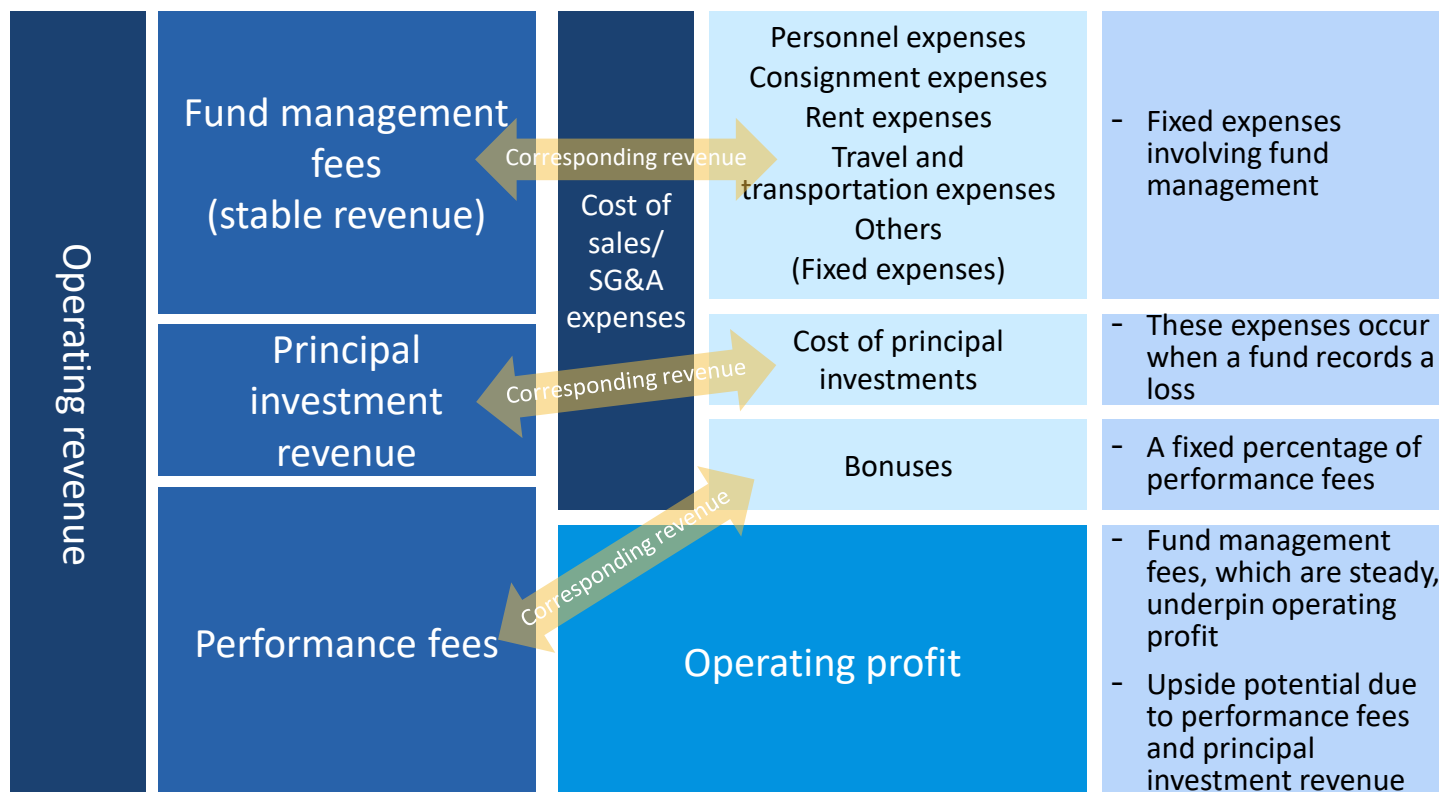 Operating revenue
Fund management
fees
(stable revenue)
Principal
investment
revenue
Performance fees
Corresponding revenue
Corresponding revenue
Corresponding revenue
Cost of
sales/
SG&A
expenses
Personnel expenses
Consignment expenses
Rent expenses
Travel and
transportation expenses
Others
(Fixed expenses)
Cost of principal
investments
Bonuses
Operating profit
- Fixed expenses
involving fund
management
- These expenses occur
when a fund records a
loss
- A fixed percentage of
performance fees
- Fund management
fees, which are steady,
underpin operating
profit
- Upside potential due
to performance fees
and principal
investment revenue